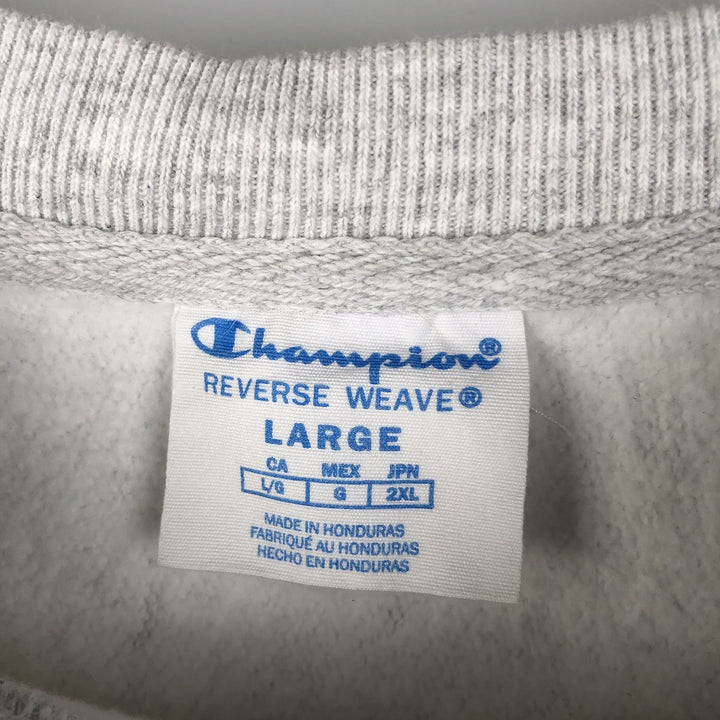 Champion®
REVERSE WEAVE®
LARGE
CA MEX JPN
L/G G 2XL
MADE IN HONDURAS
FABRIQUÉ AU HONDURAS
HECHO EN HONDURAS